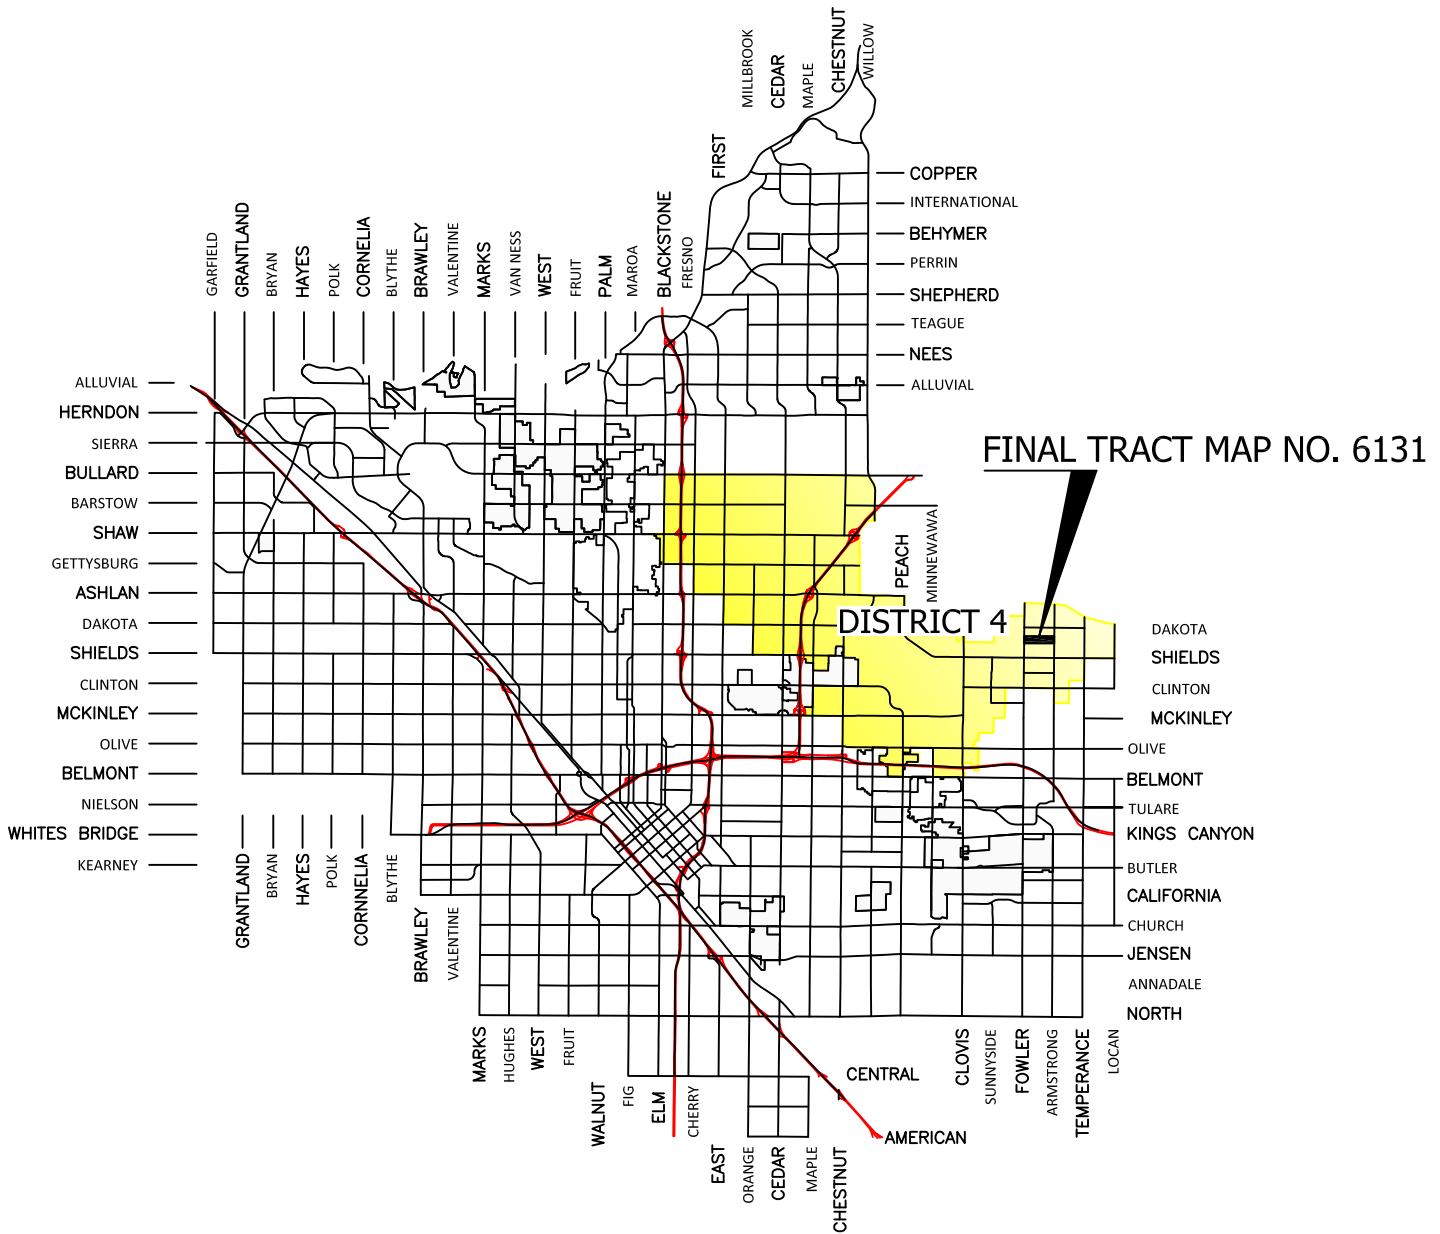 MILLBROOK
CEDAR
MAPLE
CHESTNUT
WILLOW
FIRST
COPPER
INTERNATIONAL
BEHYMER
PERRIN
SHEPHERD
TEAGUE
NEES
ALLUVIAL
GARFIELD
GRANTLAND
BRYAN
HAYES
POLK
CORNELIA
BLYTHE
BRAWLEY
VALENTINE
MARKS
VAN NESS
WEST
FRUIT
PALM
MAROA
BLACKSTONE
FRESNO
ALLUVIAL
HERNDON
SIERRA
BULLARD
BARSTOW
SHAW
GETTYSBURG
ASHLAN
DAKOTA
SHIELDS
CLINTON
MCKINLEY
OLIVE
BELMONT
NIELSON
WHITES BRIDGE
KEARNEY
FINAL TRACT MAP NO. 6131
PEACH
MINNEWAWA
DISTRICT 4
DAKOTA
SHIELDS
CLINTON
MCKINLEY
OLIVE
BELMONT
TULARE
KINGS CANYON
BUTLER
CALIFORNIA
CHURCH
JENSEN
ANNADALE
NORTH
GRANTLAND
BRYAN
HAYES
POLK
CORNNELIA
BLYTHE
BRAWLEY
VALENTINE
MARKS
HUGHES
WEST
FRUIT
WALNUT
FIG
ELM
CHERRY
EAST
ORANGE
CEDAR
MAPLE
CHESTNUT
CENTRAL
AMERICAN
CLOVIS
SUNNYSIDE
FOWLER
ARMSTRONG
TEMPERANCE
LOCAN